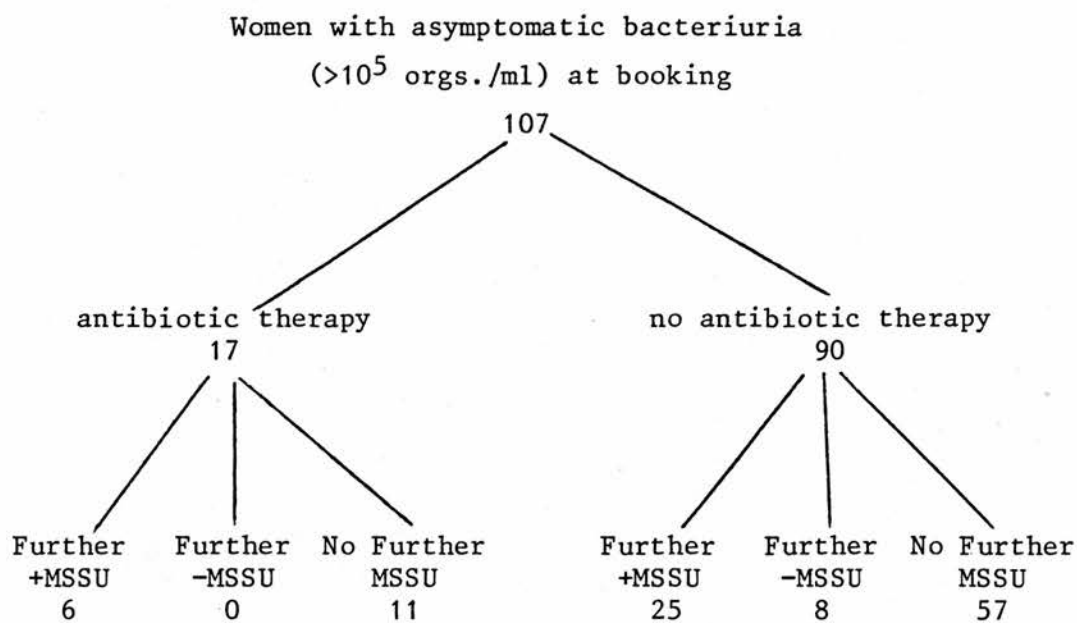 Women with asymptomatic bacteriuria
(>10⁵ orgs./ml) at booking
107
antibiotic therapy
17
no antibiotic therapy
90
Further +MSSU 6
Further -MSSU 0
No Further MSSU 11
Further +MSSU 25
Further -MSSU 8
No Further MSSU 57